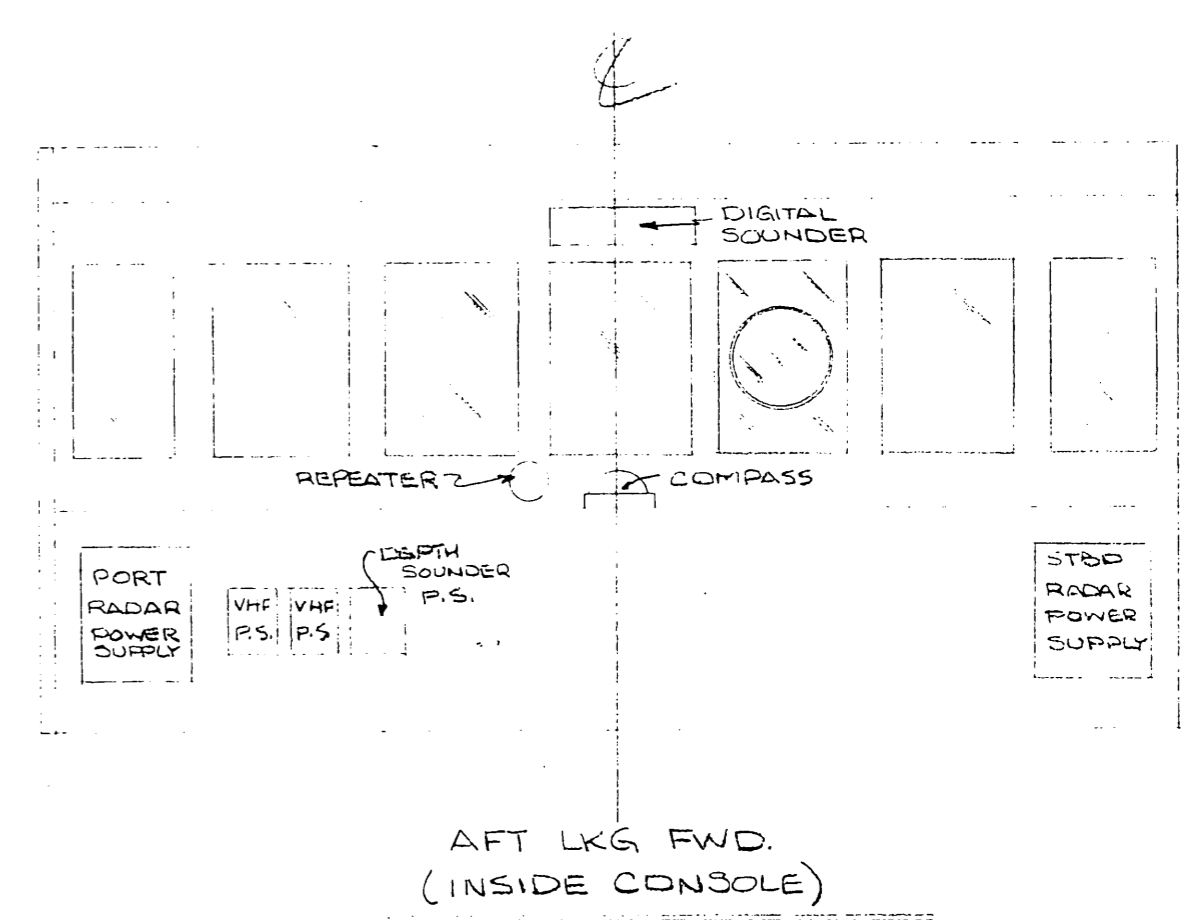 ℄
DIGITAL
SOUNDER
REPEATER
COMPASS
DEPTH
SOUNDER
P.S.
PORT
RADAR
POWER
SUPPLY
VHF
P.S.
VHF
P.S
STBD
RADAR
POWER
SUPPLY
AFT LKG FWD.
(INSIDE CONSOLE)